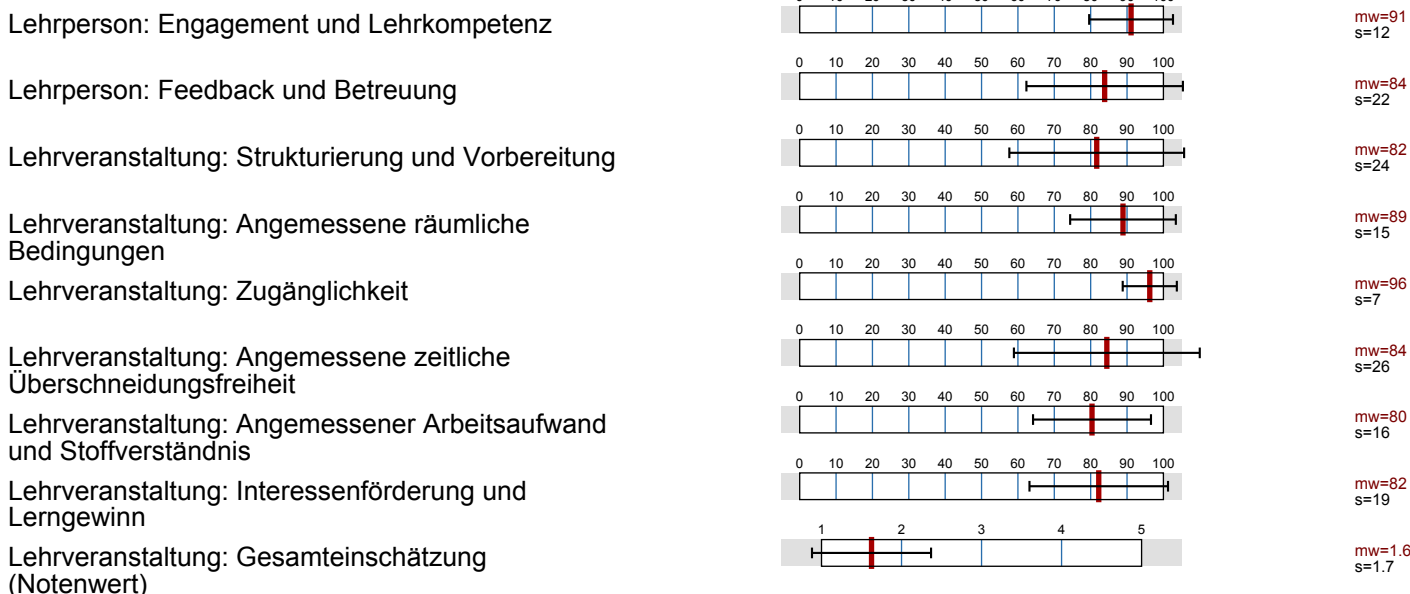 Lehrperson: Engagement und Lehrkompetenz
mw=91
s=12
0 10 20 30 40 50 60 70 80 90 100
Lehrperson: Feedback und Betreuung
mw=84
s=22
0 10 20 30 40 50 60 70 80 90 100
Lehrveranstaltung: Strukturierung und Vorbereitung
mw=82
s=24
0 10 20 30 40 50 60 70 80 90 100
Lehrveranstaltung: Angemessene räumliche
Bedingungen
mw=89
s=15
0 10 20 30 40 50 60 70 80 90 100
Lehrveranstaltung: Zugänglichkeit
mw=96
s=7
0 10 20 30 40 50 60 70 80 90 100
Lehrveranstaltung: Angemessene zeitliche
Überschneidungsfreiheit
mw=84
s=26
0 10 20 30 40 50 60 70 80 90 100
Lehrveranstaltung: Angemessener Arbeitsaufwand
und Stoffverständnis
mw=80
s=16
0 10 20 30 40 50 60 70 80 90 100
Lehrveranstaltung: Interessenförderung und
Lerngewinn
mw=82
s=19
1 2 3 4 5
Lehrveranstaltung: Gesamteinschätzung
(Notenwert)
mw=1.6
s=1.7